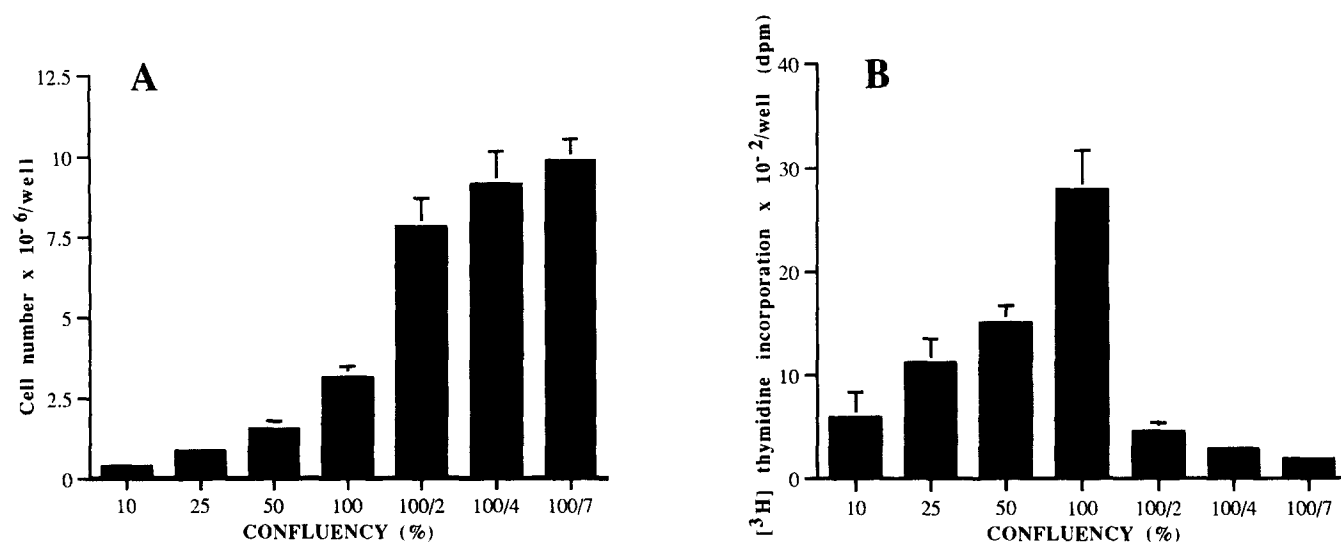 A
Cell number x 10⁻⁶/well
12.5
10
7.5
5
2.5
0
10 25 50 100 100/2 100/4 100/7
CONFLUENCY (%)
B
[³H] thymidine incorporation x 10⁻²/well (dpm)
40
30
20
10
0
10 25 50 100 100/2 100/4 100/7
CONFLUENCY (%)